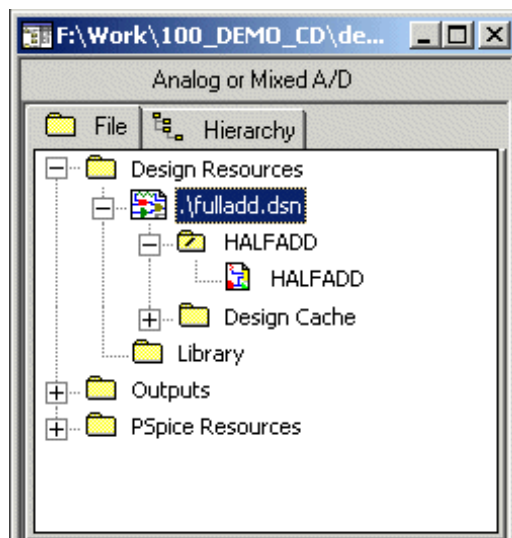 F:\Work\100_DEMO_CD\de...
Analog or Mixed A/D
File Hierarchy
Design Resources
.\fulladd.dsn
HALFADD
HALFADD
Design Cache
Library
Outputs
PSpice Resources